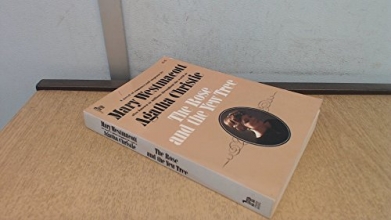 Mary Westmacott
Agatha Christie
The Rose
and the Yew Tree
Mary Westmacott
Agatha Christie
The Rose
and the Yew Tree